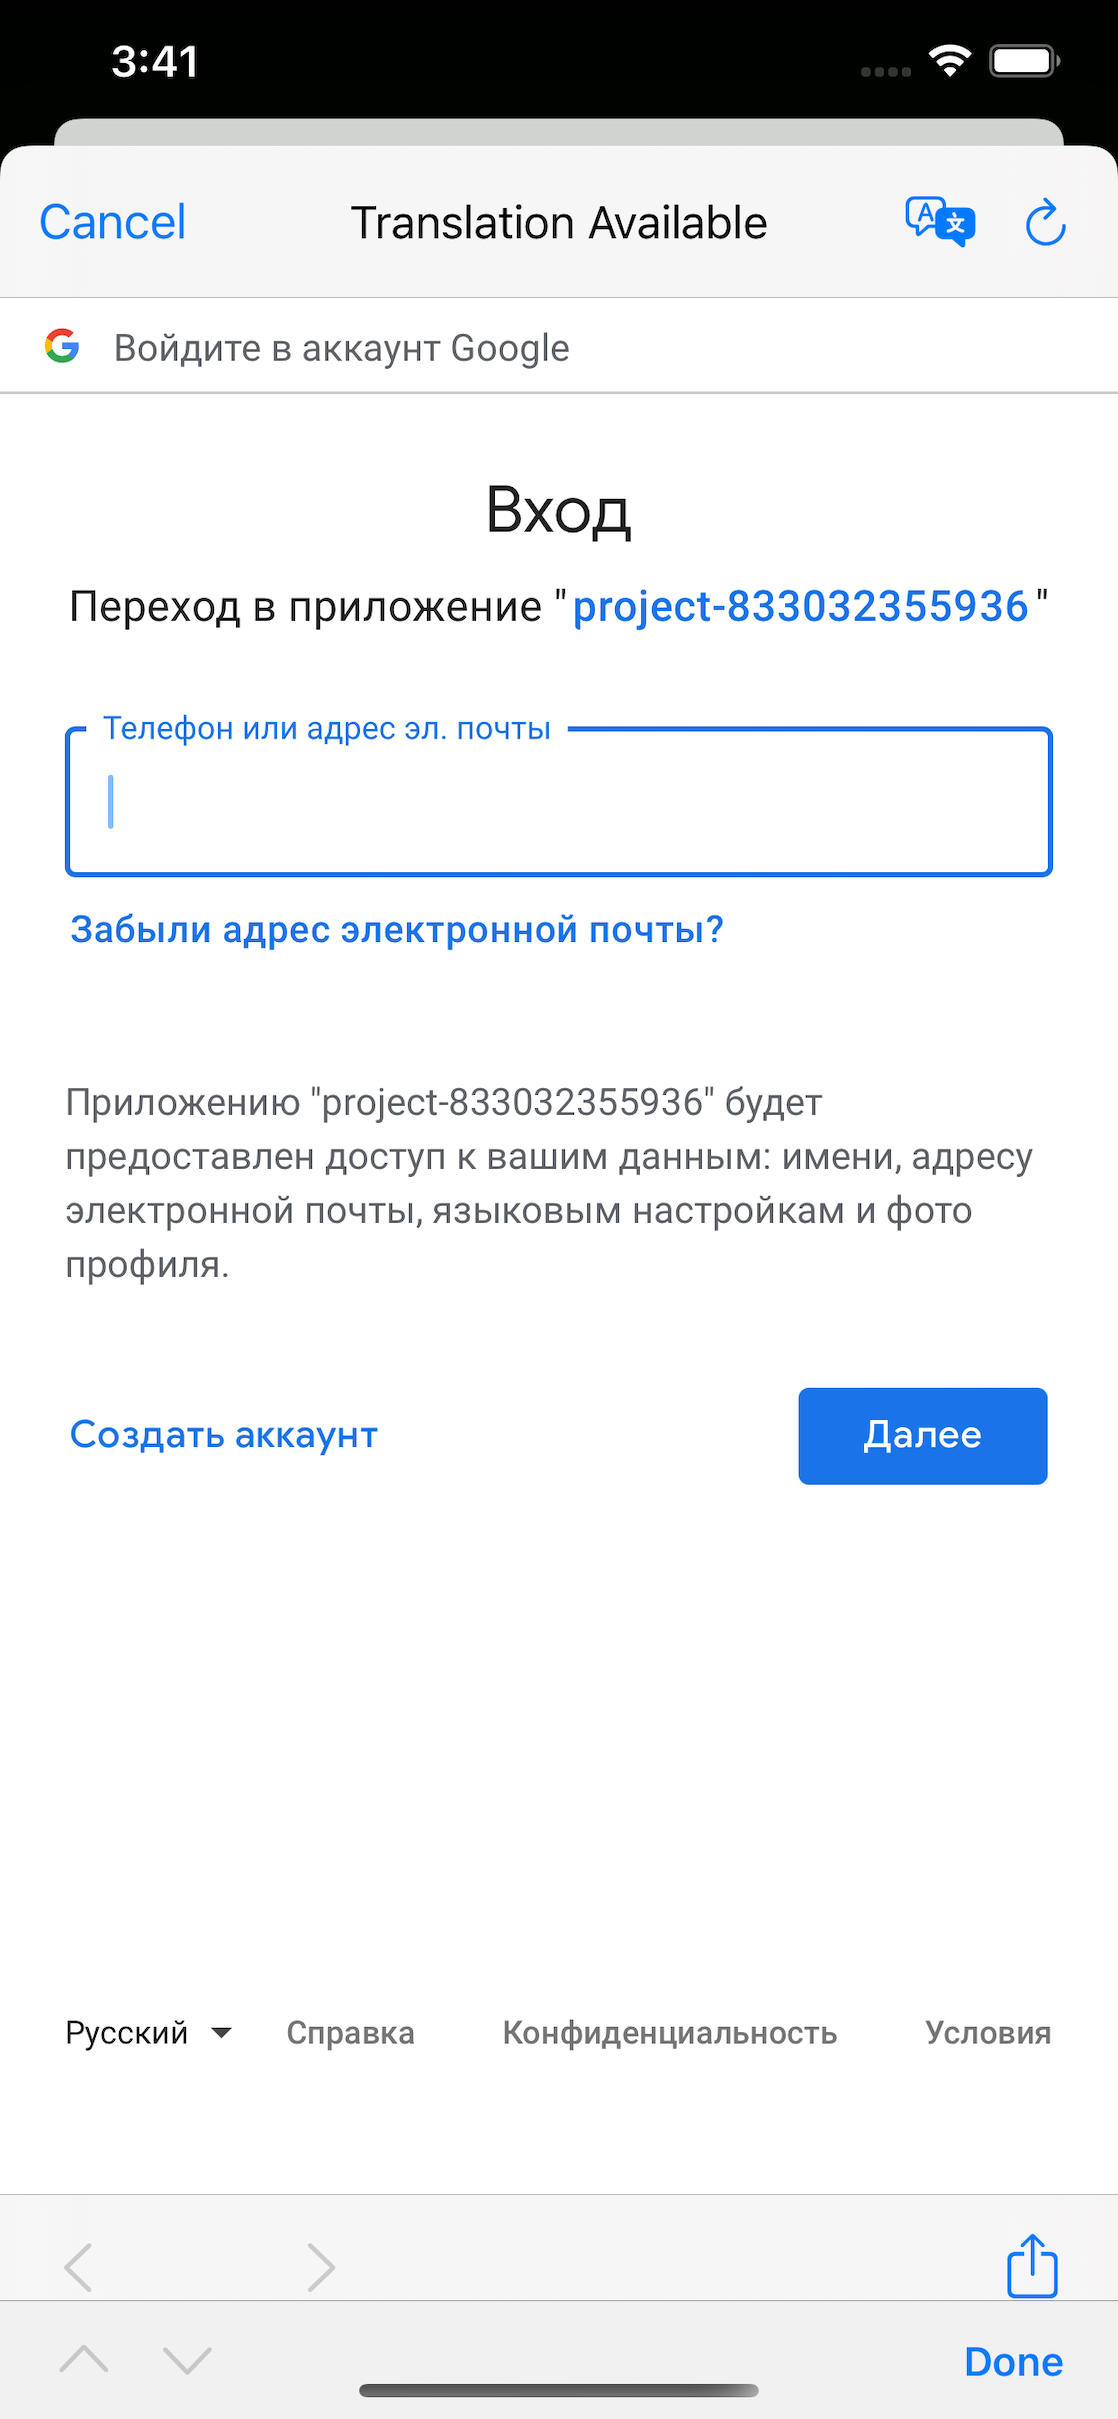 3:41
Cancel
Translation Available
Войдите в аккаунт Google
Вход
Переход в приложение "project-833032355936"
Телефон или адрес эл. почты
Забыли адрес электронной почты?
Приложению "project-833032355936" будет
предоставлен доступ к вашим данным: имени, адресу
электронной почты, языковым настройкам и фото
профиля.
Создать аккаунт
Далее
Русский
Справка
Конфиденциальность
Условия
Done